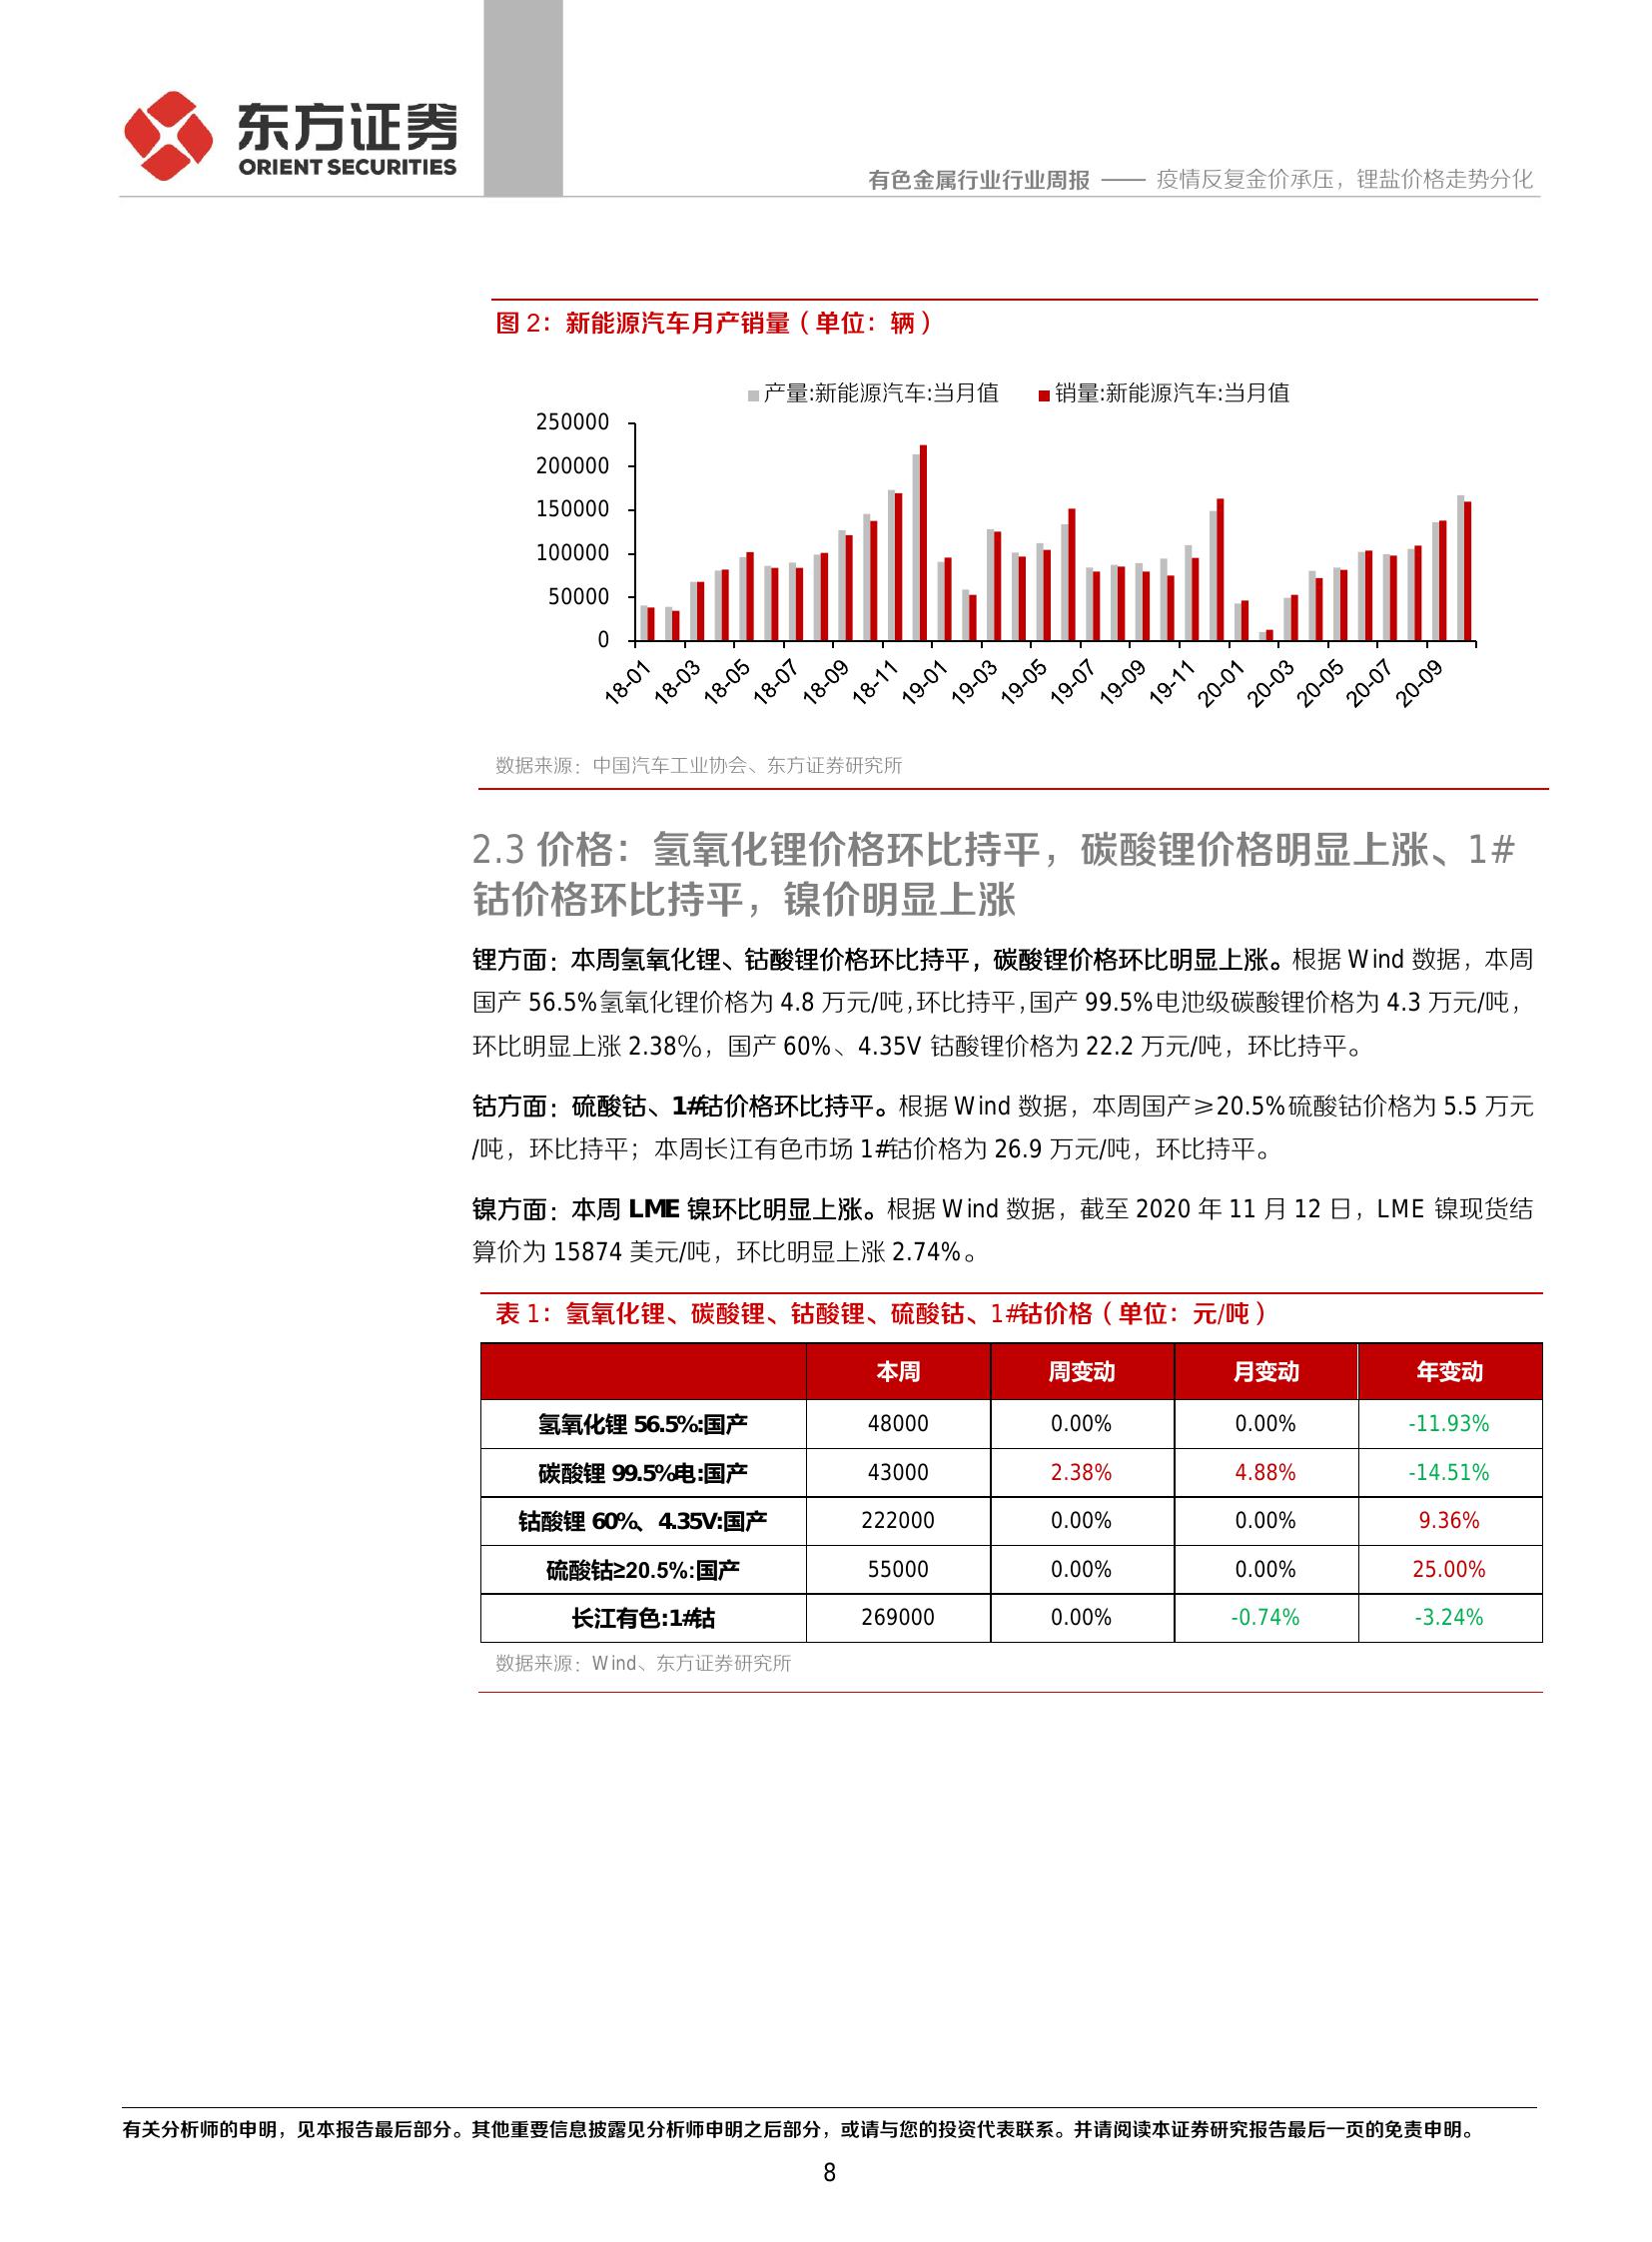 东方证券
ORIENT SECURITIES
有色金属行业行业周报 —— 疫情反复金价承压，锂盐价格走势分化
图 2：新能源汽车月产销量（单位：辆）
产量:新能源汽车:当月值 销量:新能源汽车:当月值
250000
200000
150000
100000
50000
0
18-01 18-03 18-05 18-07 18-09 18-11 19-01 19-03 19-05 19-07 19-09 19-11 20-01 20-03 20-05 20-07 20-09
数据来源：中国汽车工业协会、东方证券研究所
2.3 价格：氢氧化锂价格环比持平，碳酸锂价格明显上涨、1#
钴价格环比持平，镍价明显上涨
锂方面：本周氢氧化锂、钴酸锂价格环比持平，碳酸锂价格环比明显上涨。根据 Wind 数据，本周
国产 56.5%氢氧化锂价格为 4.8 万元/吨，环比持平，国产 99.5%电池级碳酸锂价格为 4.3 万元/吨，
环比明显上涨 2.38%，国产 60%、4.35V 钴酸锂价格为 22.2 万元/吨，环比持平。
钴方面：硫酸钴、1#钴价格环比持平。根据 Wind 数据，本周国产≥20.5%硫酸钴价格为 5.5 万元
/吨，环比持平；本周长江有色市场 1#钴价格为 26.9 万元/吨，环比持平。
镍方面：本周 LME 镍环比明显上涨。根据 Wind 数据，截至 2020 年 11 月 12 日，LME 镍现货结
算价为 15874 美元/吨，环比明显上涨 2.74%。
表 1：氢氧化锂、碳酸锂、钴酸锂、硫酸钴、1#钴价格（单位：元/吨）
本周 周变动 月变动 年变动
氢氧化锂 56.5%:国产 48000 0.00% 0.00% -11.93%
碳酸锂 99.5%电:国产 43000 2.38% 4.88% -14.51%
钴酸锂 60%、4.35V:国产 222000 0.00% 0.00% 9.36%
硫酸钴≥20.5%:国产 55000 0.00% 0.00% 25.00%
长江有色:1#钴 269000 0.00% -0.74% -3.24%
数据来源：Wind、东方证券研究所
有关分析师的申明，见本报告最后部分。其他重要信息披露见分析师申明之后部分，或请与您的投资代表联系。并请阅读本证券研究报告最后一页的免责申明。
8